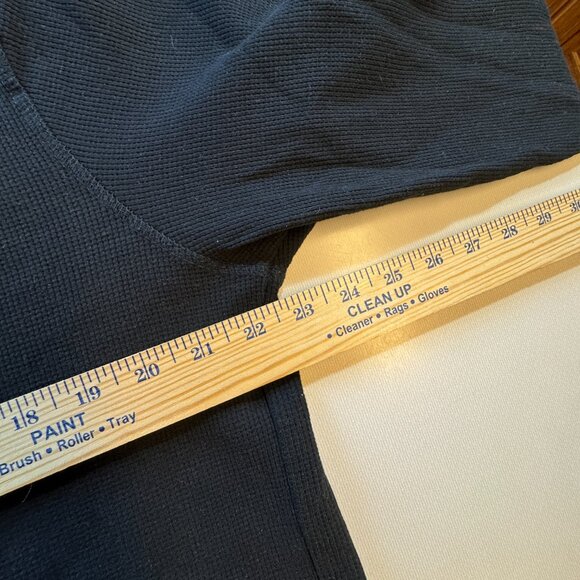 18 19 20 21 22 23 24 25 26 27 28 29 30
PAINT
Brush • Roller • Tray
CLEAN UP
• Cleaner • Rags • Gloves